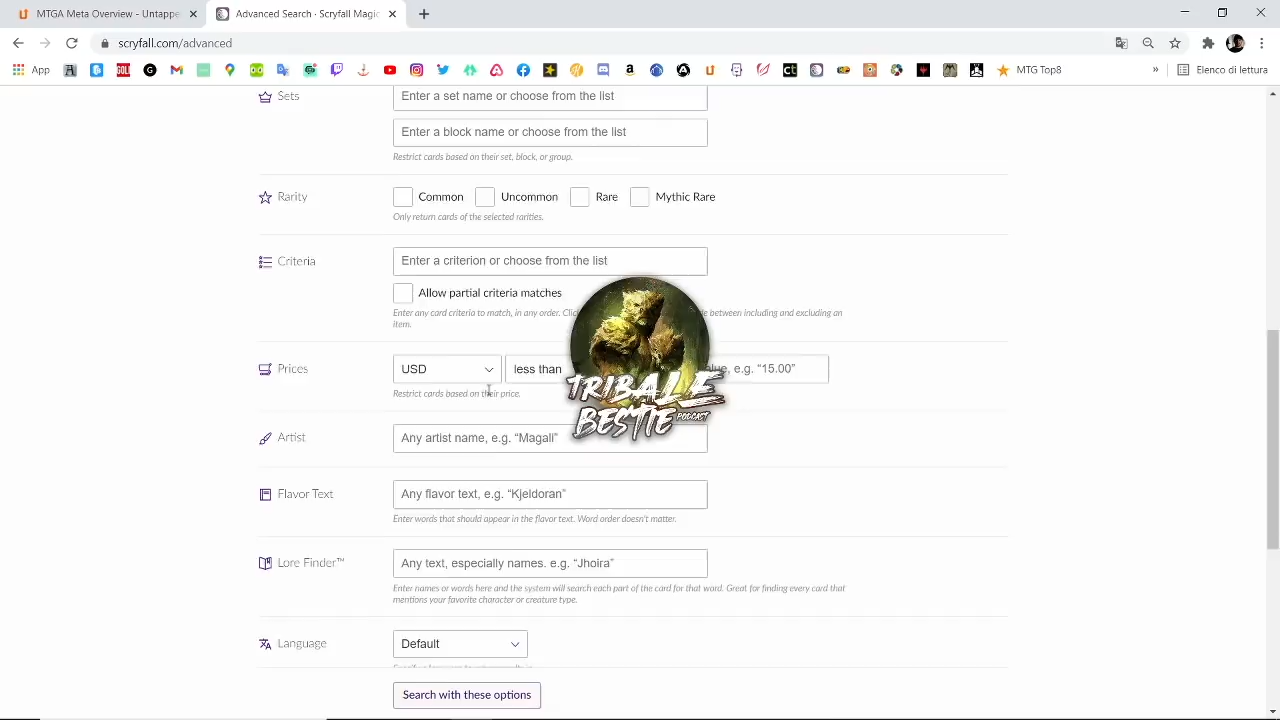 MTGA Meta Overview - Untappe
Advanced Search · Scryfall Magic
scryfall.com/advanced
App
MTG Top8
»
Elenco di lettura
Sets
Enter a set name or choose from the list
Enter a block name or choose from the list
Restrict cards based on their set, block, or group.
Rarity
Common
Uncommon
Rare
Mythic Rare
Only return cards of the selected rarities.
Criteria
Enter a criterion or choose from the list
Allow partial criteria matches
Enter any card criteria to match, in any order. between including and excluding an
item.
Prices
USD
less than
e.g. “15.00”
Restrict cards based on their price.
TRIBALE
BESTIE PODCAST
Artist
Any artist name, e.g. “Magali”
Flavor Text
Any flavor text, e.g. “Kjeldoran”
Enter words that should appear in the flavor text. Word order doesn't matter.
Lore Finder™
Any text, especially names. e.g. “Jhoira”
Enter names or words here and the system will search each part of the card for that word. Great for finding every card that
mentions your favorite character or creature type.
Language
Default
Search with these options